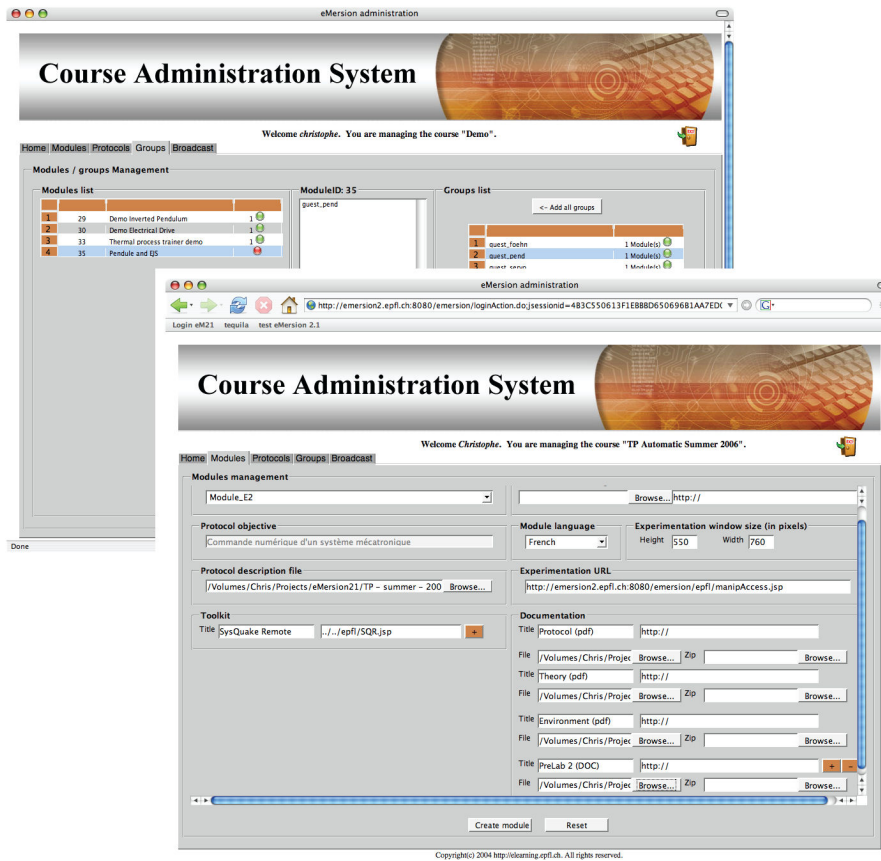 eMersion administration
Course Administration System
Welcome christophe. You are managing the course "Demo".
Home Modules Protocols Groups Broadcast
Modules / groups Management
Modules list
1 29 Demo Inverted Pendulum 1
2 30 Demo Electrical Drive 1
3 33 Thermal process trainer demo 1
4 35 Pendule and EJS
ModuleID: 35
guest_pend
Groups list
<- Add all groups
1 guest_foehn 1 Module(s)
2 guest_pend 1 Module(s)
3 guest_servo 1 Module(s)
Done
eMersion administration
http://emersion2.epfl.ch:8080/emersion/loginAction.do;jsessionid=4B3C550613F1EBBBD650696B1AA7ED(
G
Login eM21 tequila test eMersion 2.1
Course Administration System
Welcome Christophe. You are managing the course "TP Automatic Summer 2006".
Home Modules Protocols Groups Broadcast
Modules management
Module_E2
Browse... http://
Protocol objective
Commande numérique d'un système mécatronique
Module language
French
Experimentation window size (in pixels)
Height 550 Width 760
Protocol description file
/Volumes/Chris/Projects/eMersion21/TP - summer - 200 Browse...
Experimentation URL
http://emersion2.epfl.ch:8080/emersion/epfl/manipAccess.jsp
Toolkit
Title SysQuake Remote ../../epfl/SQR.jsp +
Documentation
Title Protocol (pdf) http://
File /Volumes/Chris/Projec Browse... Zip Browse...
Title Theory (pdf) http://
File /Volumes/Chris/Projec Browse... Zip Browse...
Title Environment (pdf) http://
File /Volumes/Chris/Projec Browse... Zip Browse...
Title PreLab 2 (DOC) http:// + -
File /Volumes/Chris/Projec Browse... Zip Browse...
Create module Reset
Copyright(c) 2004 http://elearning.epfl.ch. All rights reserved.